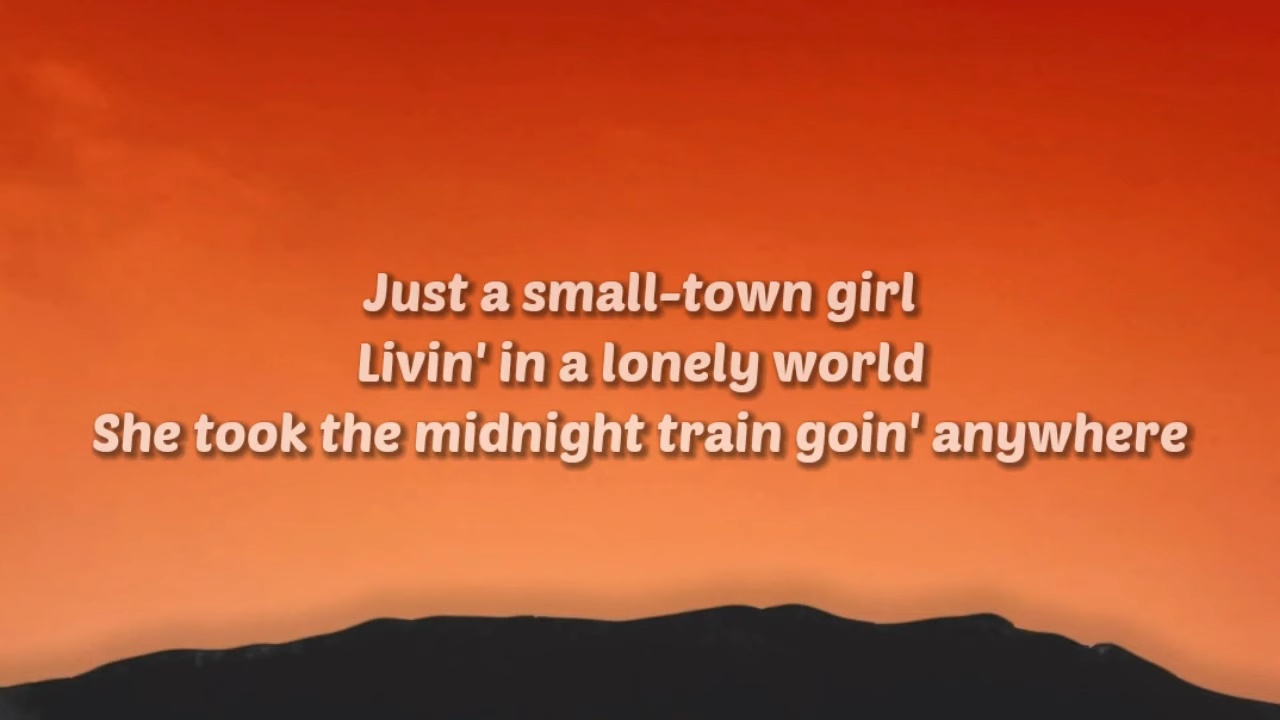 Just a small-town girl
Livin' in a lonely world
She took the midnight train goin' anywhere